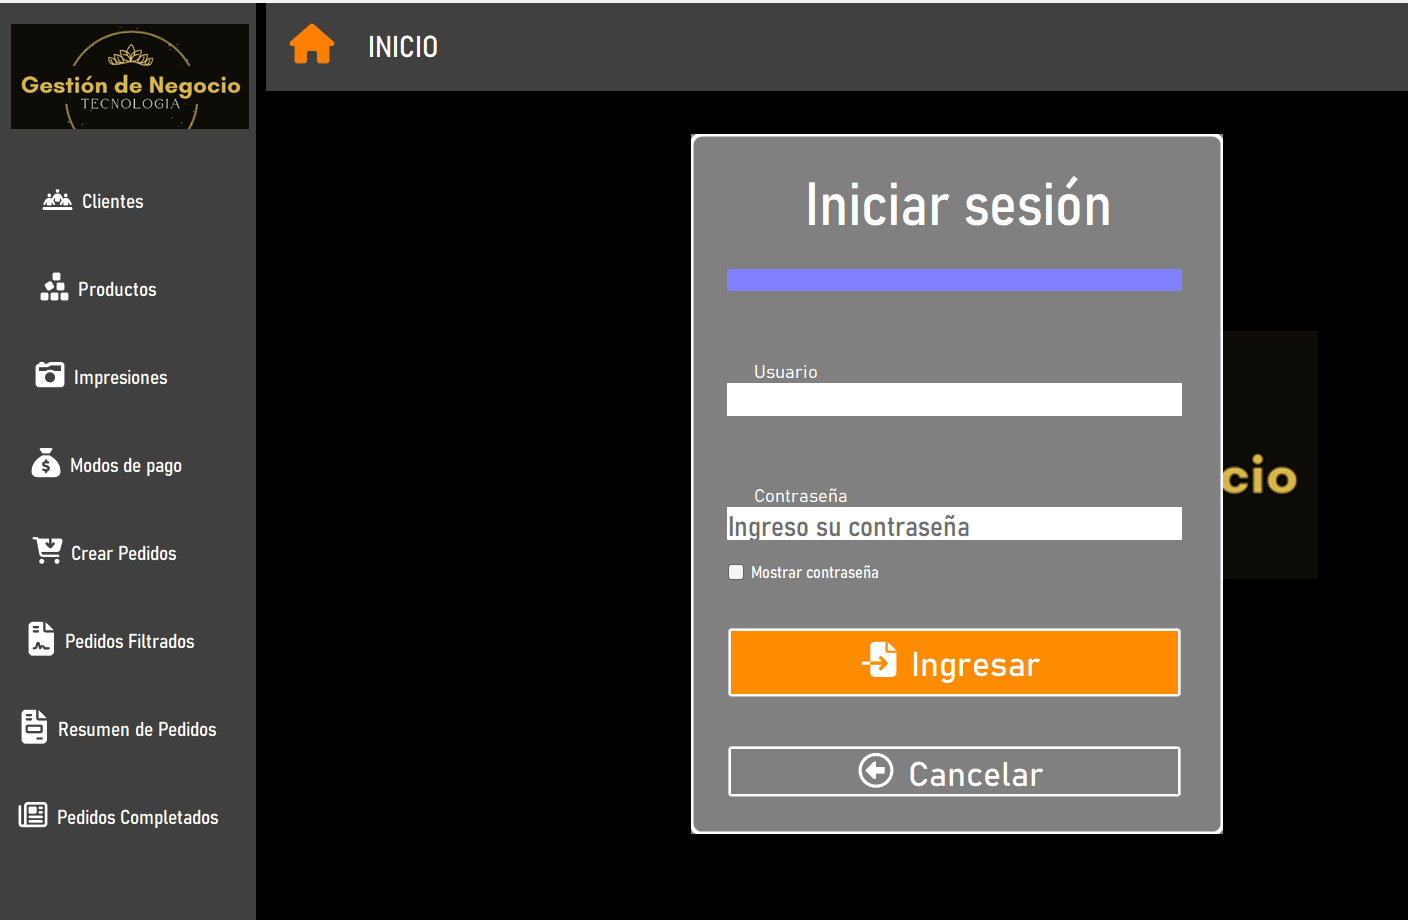 Gestión de Negocio
TECNOLOGIA
INICIO
Clientes
Productos
Impresiones
Modos de pago
Crear Pedidos
Pedidos Filtrados
Resumen de Pedidos
Pedidos Completados
Iniciar sesión
Usuario
Contraseña
Ingreso su contraseña
Mostrar contraseña
Ingresar
Cancelar
cio